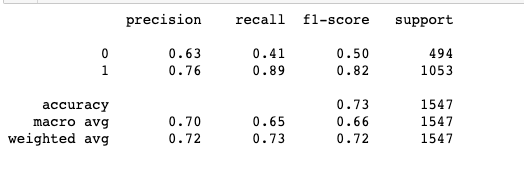 precision recall f1-score support
0 0.63 0.41 0.50 494
1 0.76 0.89 0.82 1053
accuracy 0.73 1547
macro avg 0.70 0.65 0.66 1547
weighted avg 0.72 0.73 0.72 1547